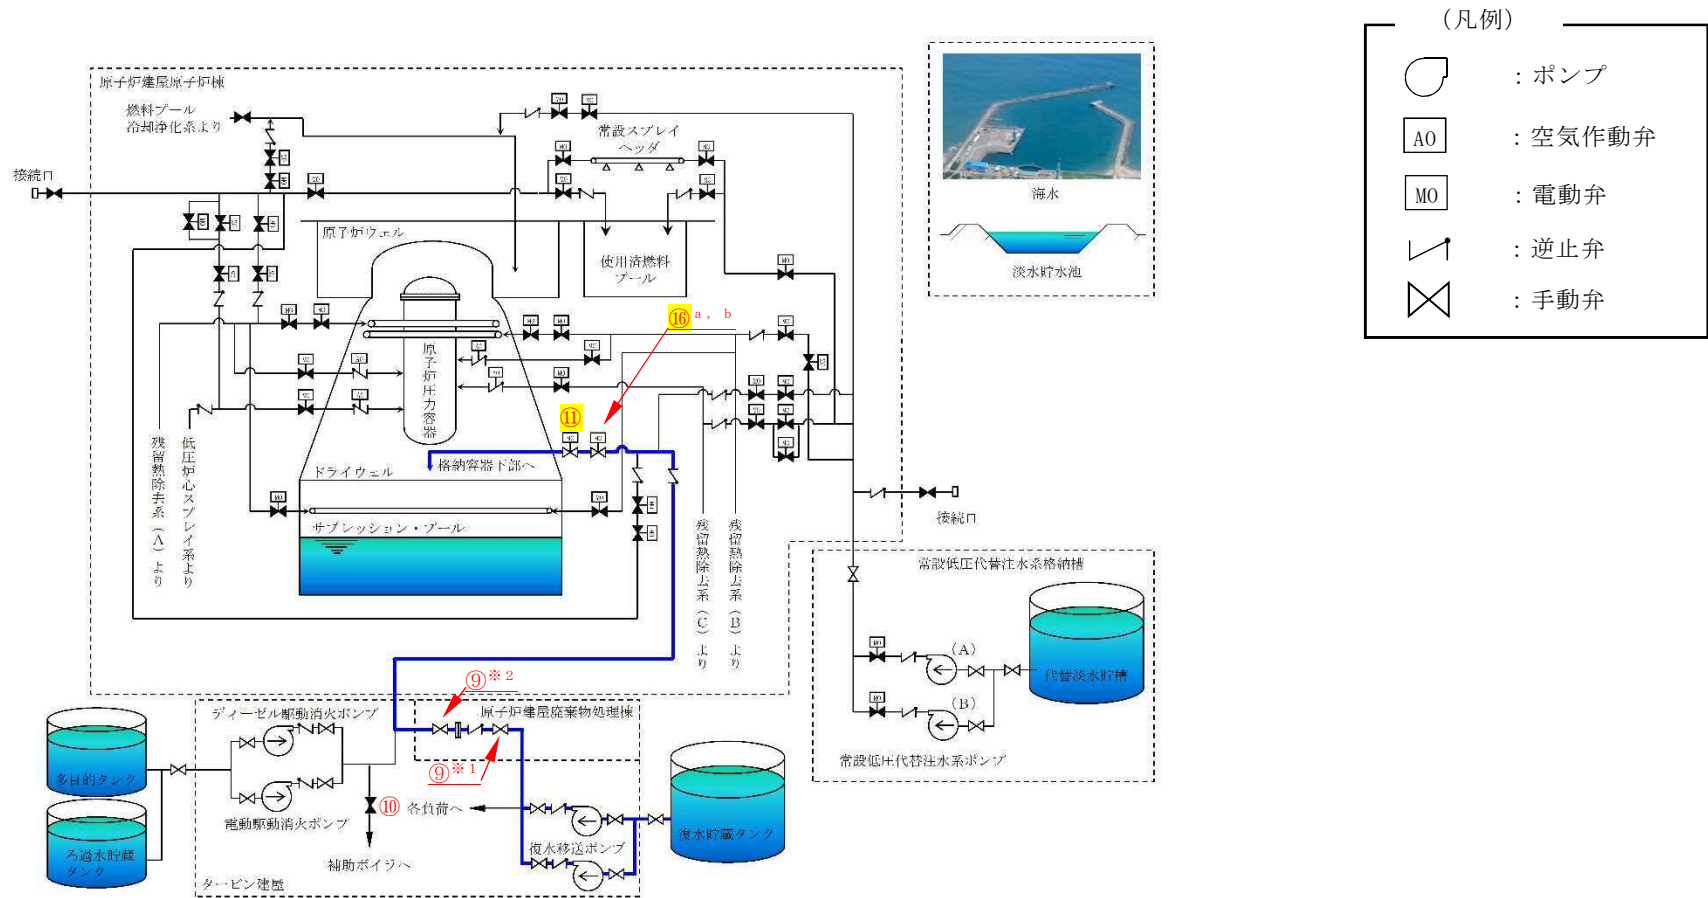 （凡例）
：ポンプ
AO
：空気作動弁
MO
：電動弁
：逆止弁
：手動弁
原子炉建屋原子炉棟
燃料プール
冷却浄化系より
接続口
常設スプレイ
ヘッダ
海水
淡水貯水池
原子炉ウェル
使用済燃料
プール
⑯a，b
原子炉圧力容器
⑪
格納容器下部へ
ドライウェル
サプレッション・プール
残留熱除去系（A）より
低圧炉心スプレイ系より
残留熱除去系（C）より
残留熱除去系（B）より
接続口
常設低圧代替注水系格納槽
（A）
（B）
代替淡水貯槽
常設低圧代替注水系ポンプ
⑨※2
⑨※1
原子炉建屋廃棄物処理棟
ディーゼル駆動消火ポンプ
多目的タンク
電動駆動消火ポンプ
⑩
各負荷へ
復水貯蔵タンク
復水移送ポンプ
ろ過水貯蔵
タンク
補助ボイラへ
タービン建屋